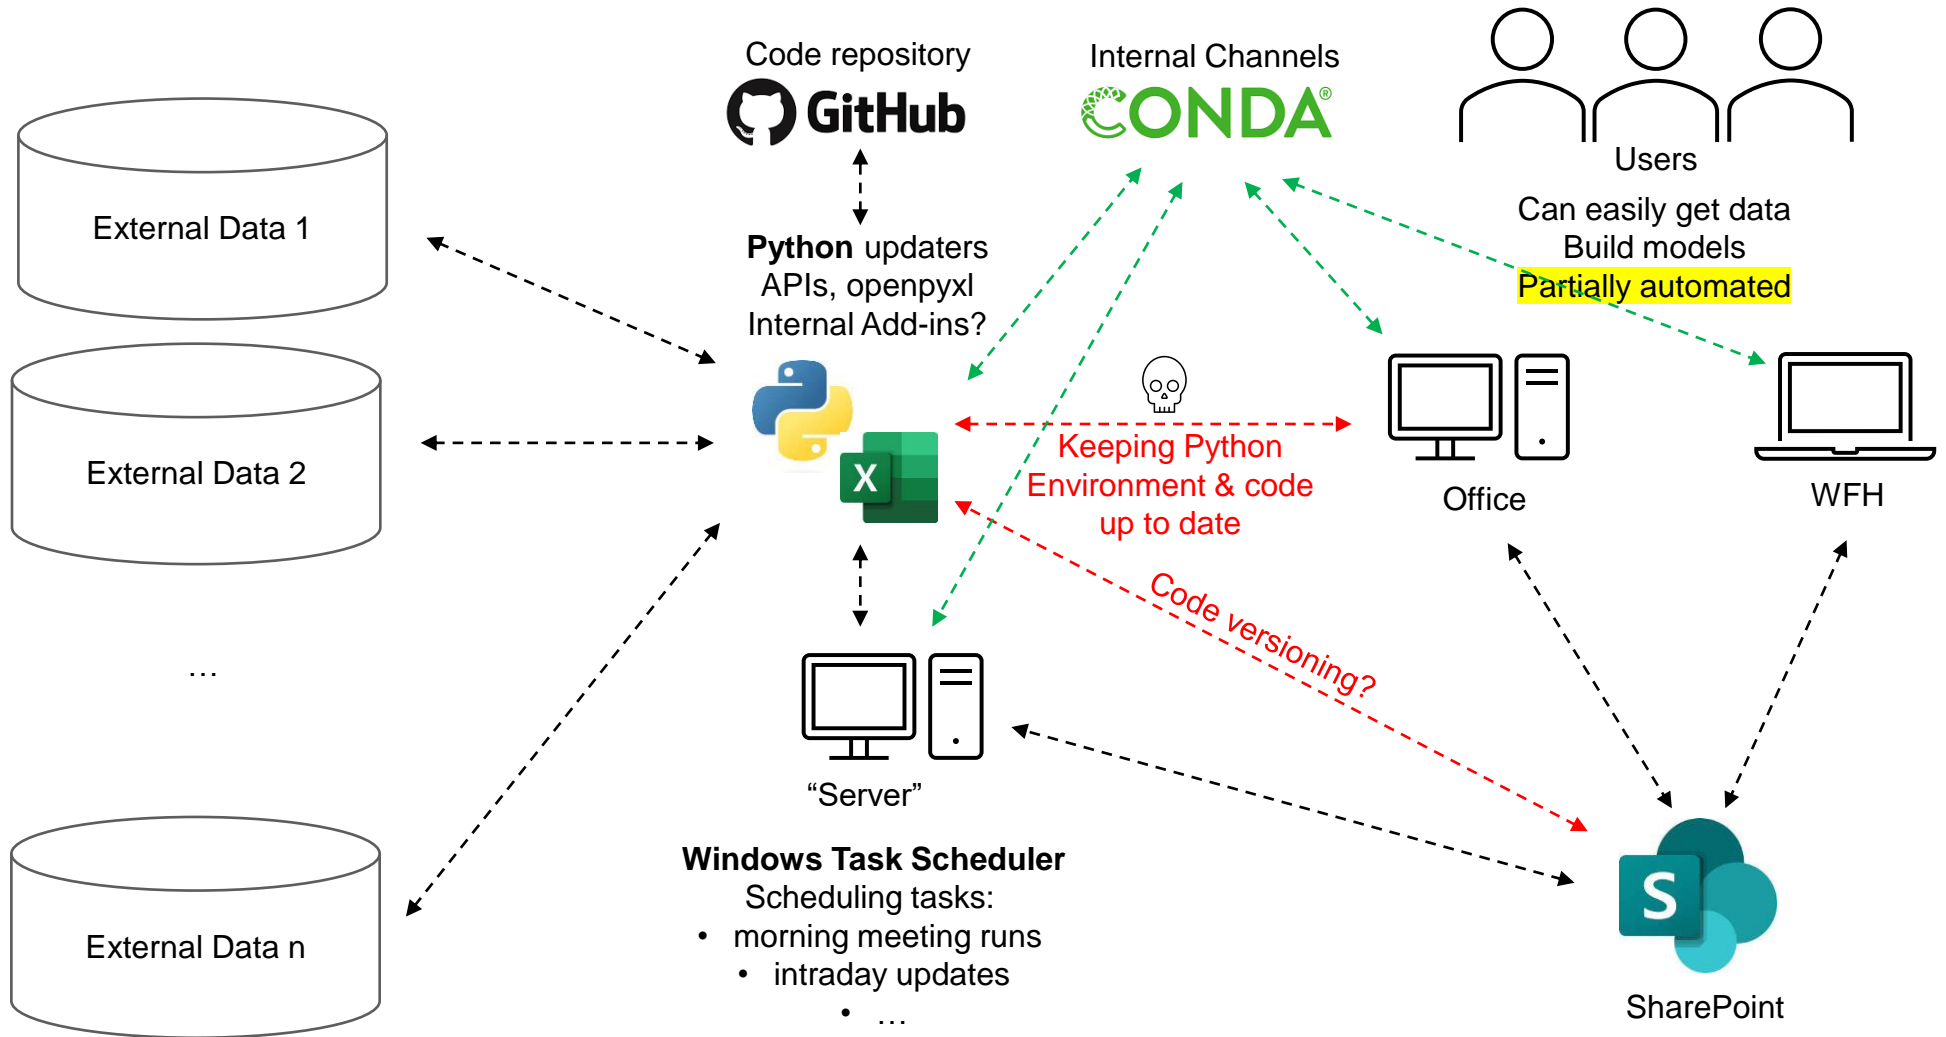 Code repository
GitHub
Internal Channels
CONDA®
Users
Can easily get data
Build models
Partially automated
External Data 1
Python updaters
APIs, openpyxl
Internal Add-ins?
External Data 2
X
Keeping Python
Environment & code
up to date
Office
WFH
Code versioning?
…
“Server”
Windows Task Scheduler
Scheduling tasks:
• morning meeting runs
• intraday updates
• …
External Data n
S
SharePoint